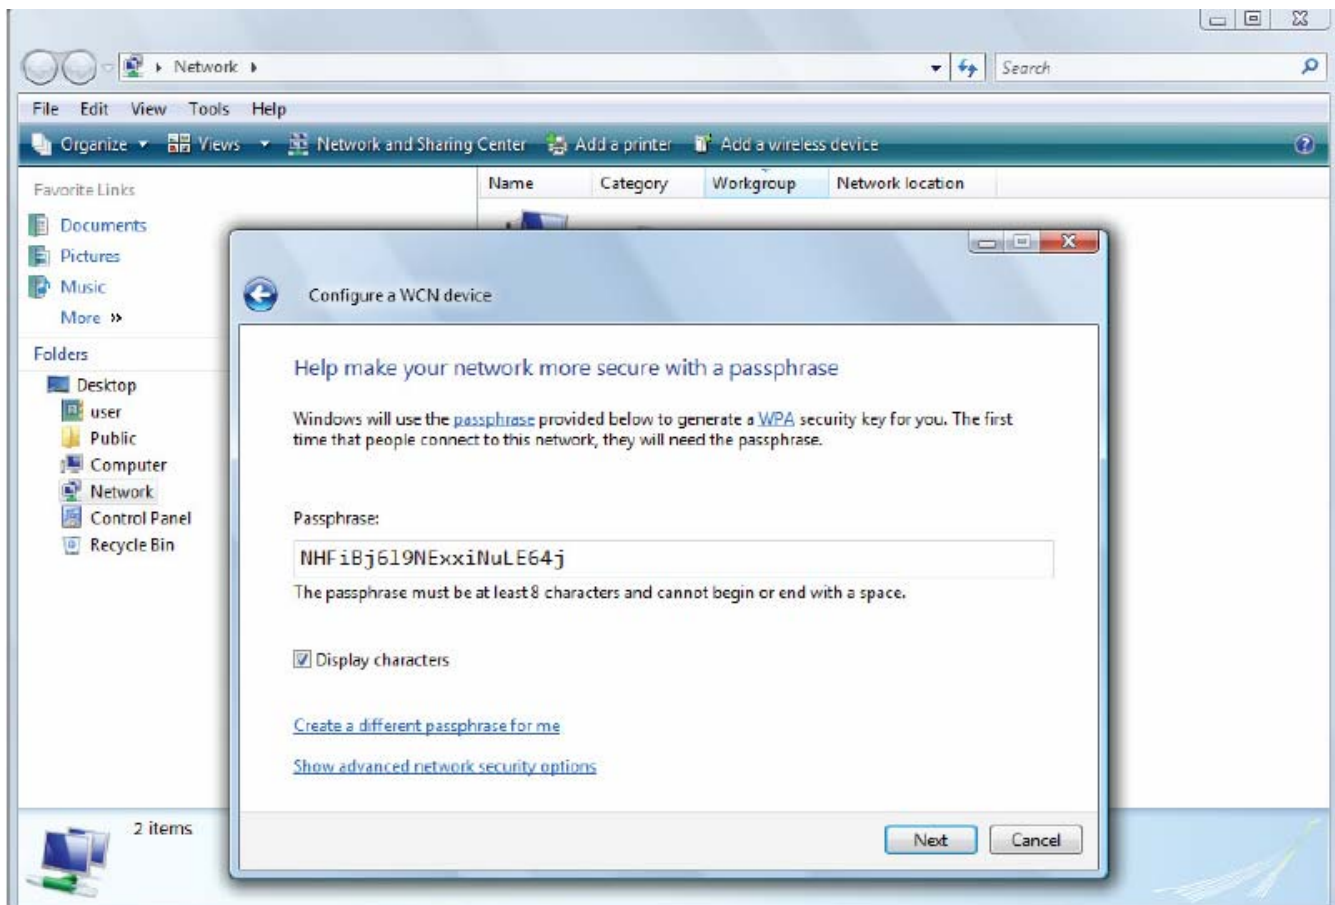 Network
Search
File Edit View Tools Help
Organize Views Network and Sharing Center Add a printer Add a wireless device
Favorite Links
Documents
Pictures
Music
More »
Folders
Desktop
user
Public
Computer
Network
Control Panel
Recycle Bin
Name Category Workgroup Network location
Configure a WCN device
Help make your network more secure with a passphrase
Windows will use the passphrase provided below to generate a WPA security key for you. The first
time that people connect to this network, they will need the passphrase.
Passphrase:
NHFiBj619NExxiNuLE64j
The passphrase must be at least 8 characters and cannot begin or end with a space.
Display characters
Create a different passphrase for me
Show advanced network security options
Next Cancel
2 items